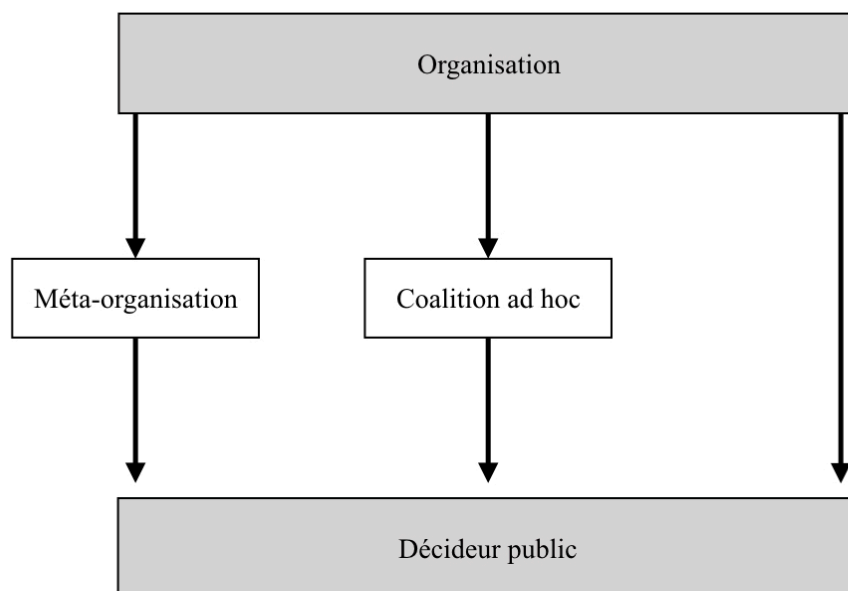 Organisation
Méta-organisation
Coalition ad hoc
Décideur public